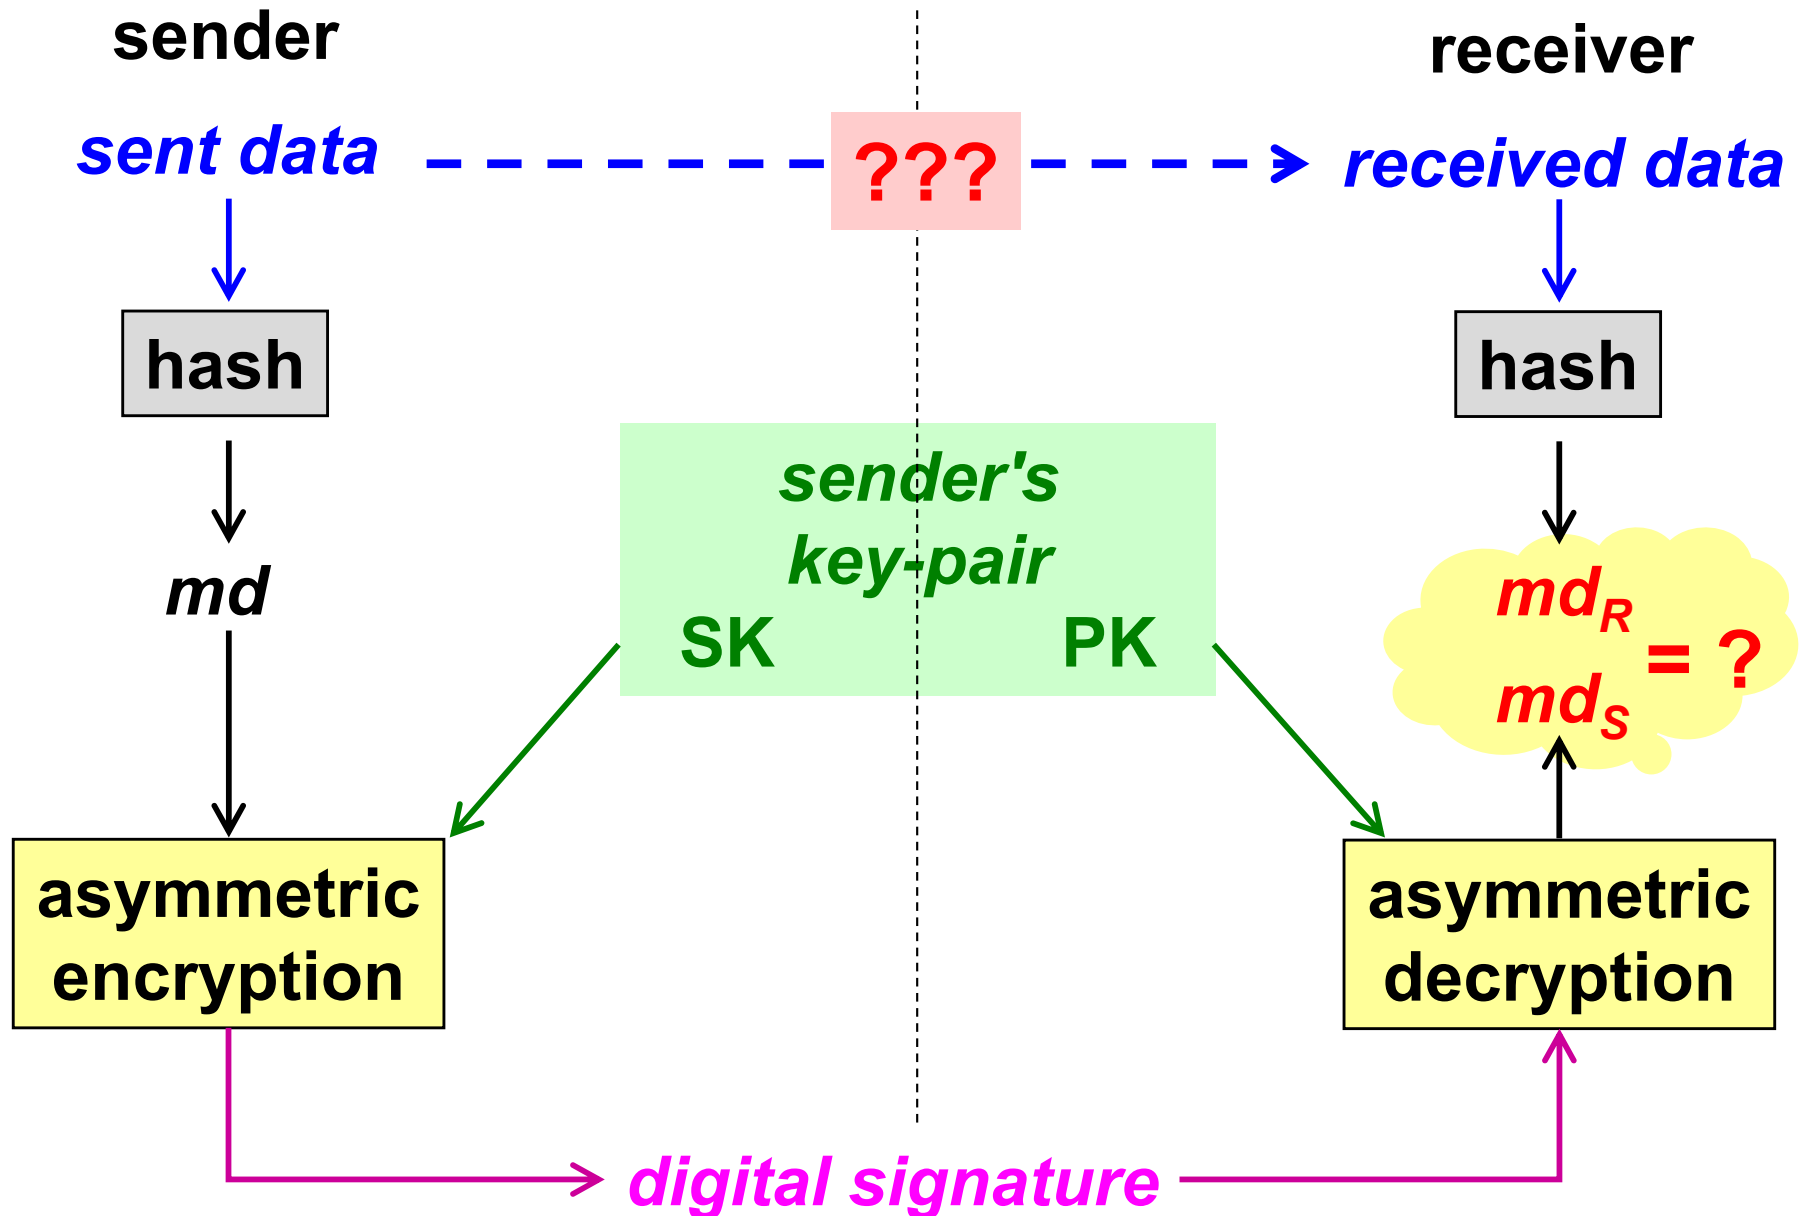 sender
receiver
sent data
???
received data
hash
hash
sender's
key-pair
SK
PK
md
mdR
= ?
mdS
asymmetric
encryption
asymmetric
decryption
digital signature